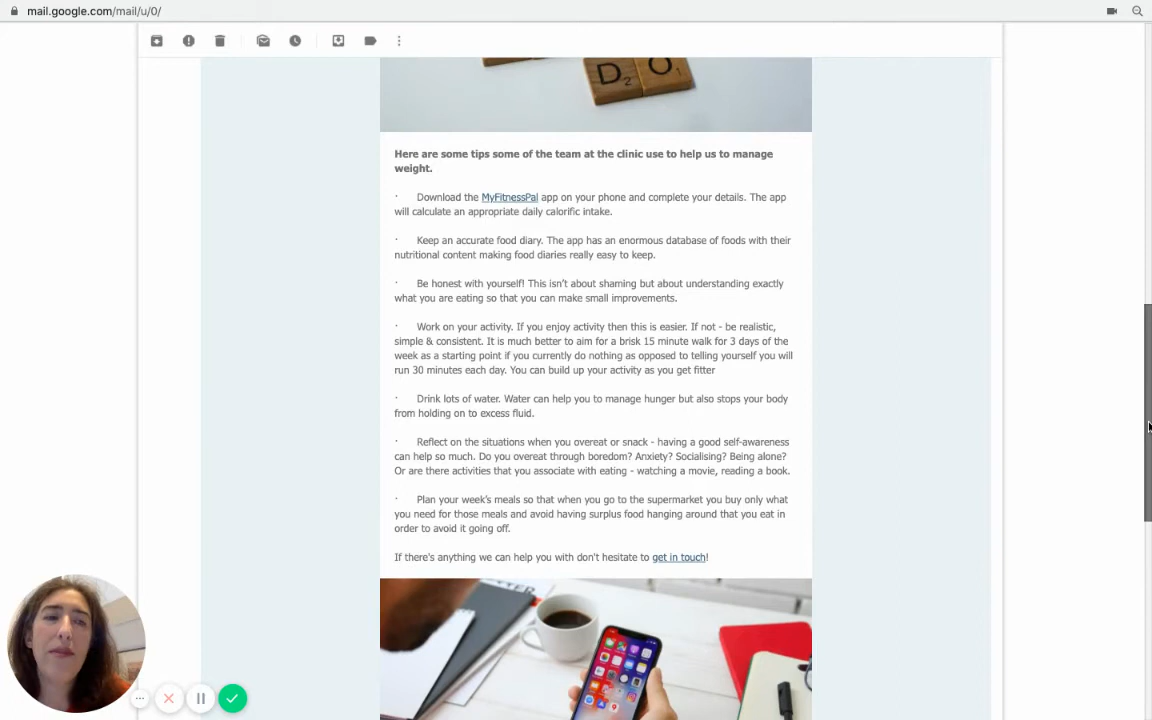 mail.google.com/mail/u/0/
D2 O1
Here are some tips some of the team at the clinic use to help us to manage
weight.
· Download the MyFitnessPal app on your phone and complete your details. The app
will calculate an appropriate daily calorific intake.
· Keep an accurate food diary. The app has an enormous database of foods with their
nutritional content making food diaries really easy to keep.
· Be honest with yourself! This isn't about shaming but about understanding exactly
what you are eating so that you can make small improvements.
· Work on your activity. If you enjoy activity then this is easier. If not - be realistic,
simple & consistent. It is much better to aim for a brisk 15 minute walk for 3 days of the
week as a starting point if you currently do nothing as opposed to telling yourself you will
run 30 minutes each day. You can build up your activity as you get fitter
· Drink lots of water. Water can help you to manage hunger but also stops your body
from holding on to excess fluid.
· Reflect on the situations when you overeat or snack - having a good self-awareness
can help so much. Do you overeat through boredom? Anxiety? Socialising? Being alone?
Or are there activities that you associate with eating - watching a movie, reading a book.
· Plan your week's meals so that when you go to the supermarket you buy only what
you need for those meals and avoid having surplus food hanging around that you eat in
order to avoid it going off.
If there's anything we can help you with don't hesitate to get in touch!